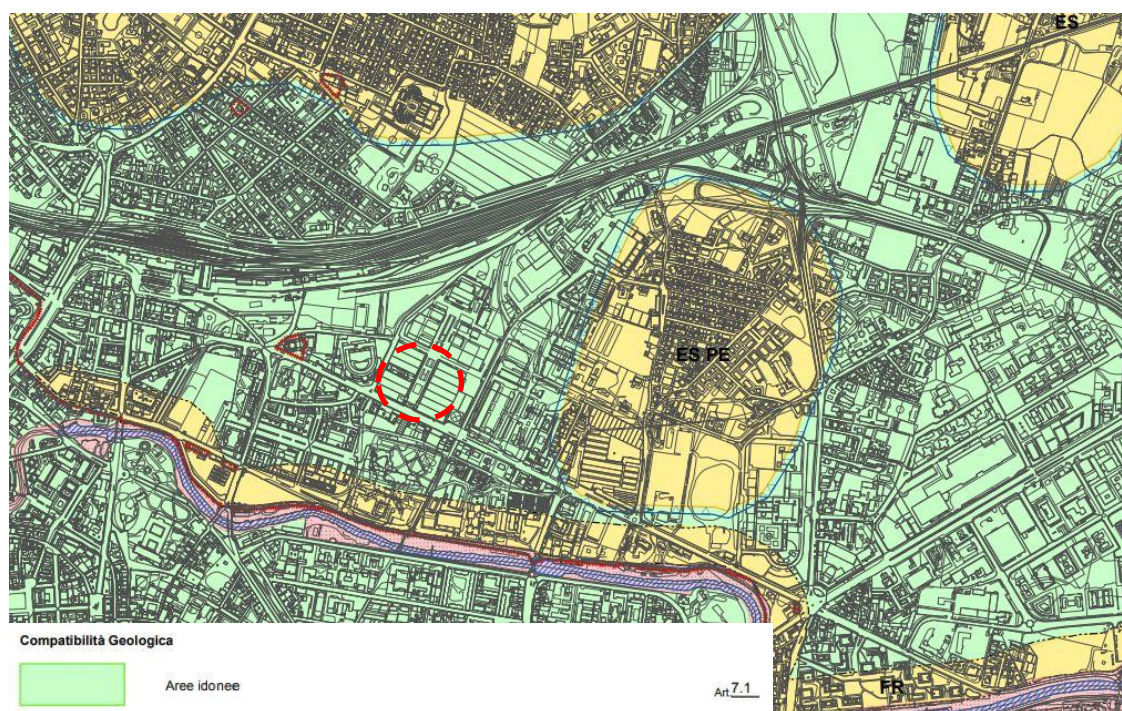 ES
ES PE
FR
Compatibilità Geologica
Aree idonee
Art 7.1